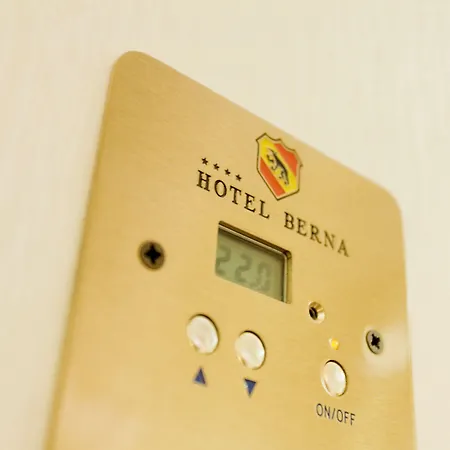 ★★★★
HOTEL BERNA
22.0
▲ ▼
ON/OFF